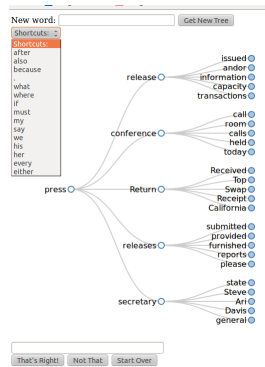 New word: Get New Tree
Shortcuts:
Shortcuts:
after
also
because
.
what
where
if
must
my
say
we
his
her
every
either
press
release
issued
andor
information
capacity
transactions
conference
call
room
calls
held
today
Return
Received
Top
Swap
Receipt
California
releases
submitted
provided
furnished
reports
please
secretary
state
Steve
Ari
Davis
general
That's Right! Not That Start Over